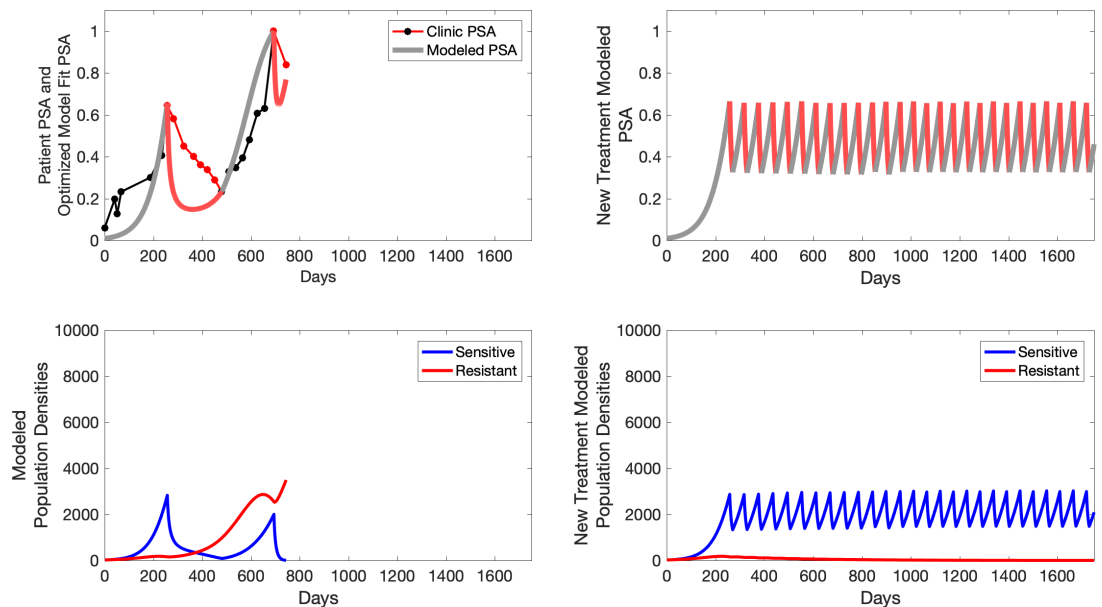 Patient PSA and
Optimized Model Fit PSA
1
0.8
0.6
0.4
0.2
0
0 200 400 600 800 1000 1200 1400 1600
Days
Clinic PSA
Modeled PSA
New Treatment Modeled
PSA
1
0.8
0.6
0.4
0.2
0
0 200 400 600 800 1000 1200 1400 1600
Days
Modeled
Population Densities
10000
8000
6000
4000
2000
0
0 200 400 600 800 1000 1200 1400 1600
Days
Sensitive
Resistant
New Treatment Modeled
Population Densities
10000
8000
6000
4000
2000
0
0 200 400 600 800 1000 1200 1400 1600
Days
Sensitive
Resistant